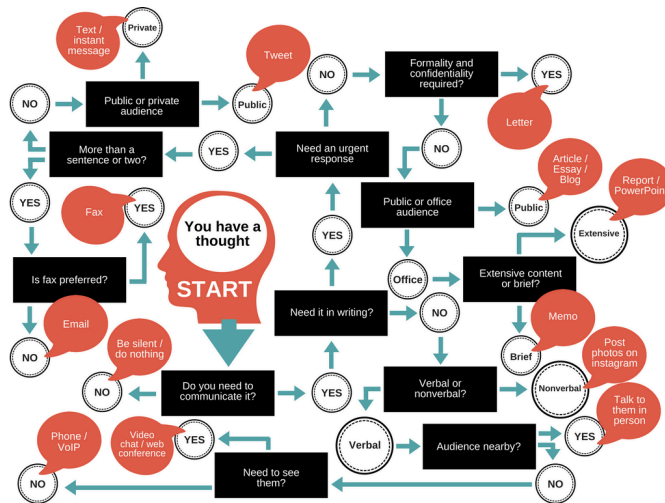 Text /
instant
message
Private
Tweet
NO
Public or private
audience
Public
NO
Formality and
confidentiality
required?
YES
Letter
More than a
sentence or two?
YES
Need an urgent
response
NO
YES
Fax
YES
You have a
thought
START
YES
Public or office
audience
Public
Article /
Essay /
Blog
Report /
PowerPoin
Extensive
Is fax preferred?
Need it in writing?
Office
NO
Extensive content
or brief?
NO
Email
Be silent /
do nothing
NO
Do you need to
communicate it?
YES
Verbal or
nonverbal?
Brief
Memo
Nonverbal
Post
photos on
instagram
Phone /
VoIP
NO
Video
chat / web
conference
YES
Need to see
them?
Verbal
Audience nearby?
YES
Talk to
them in
person
NO